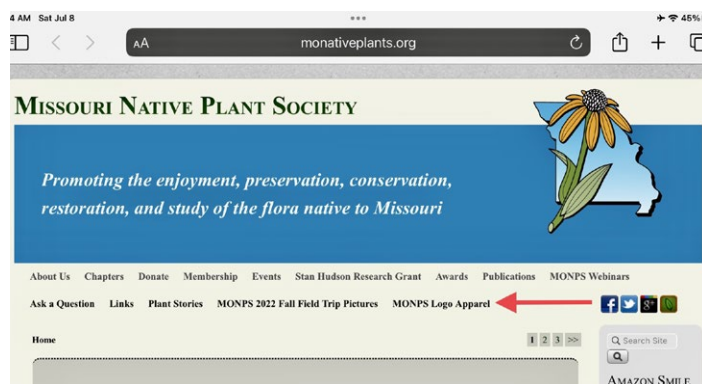 4 AM Sat Jul 8
45%
AA
monativeplants.org
MISSOURI NATIVE PLANT SOCIETY
Promoting the enjoyment, preservation, conservation,
restoration, and study of the flora native to Missouri
About Us Chapters Donate Membership Events Stan Hudson Research Grant Awards Publications MONPS Webinars
Ask a Question Links Plant Stories MONPS 2022 Fall Field Trip Pictures MONPS Logo Apparel
Home
1 2 3 >>
Search Site
AMAZON SMILE